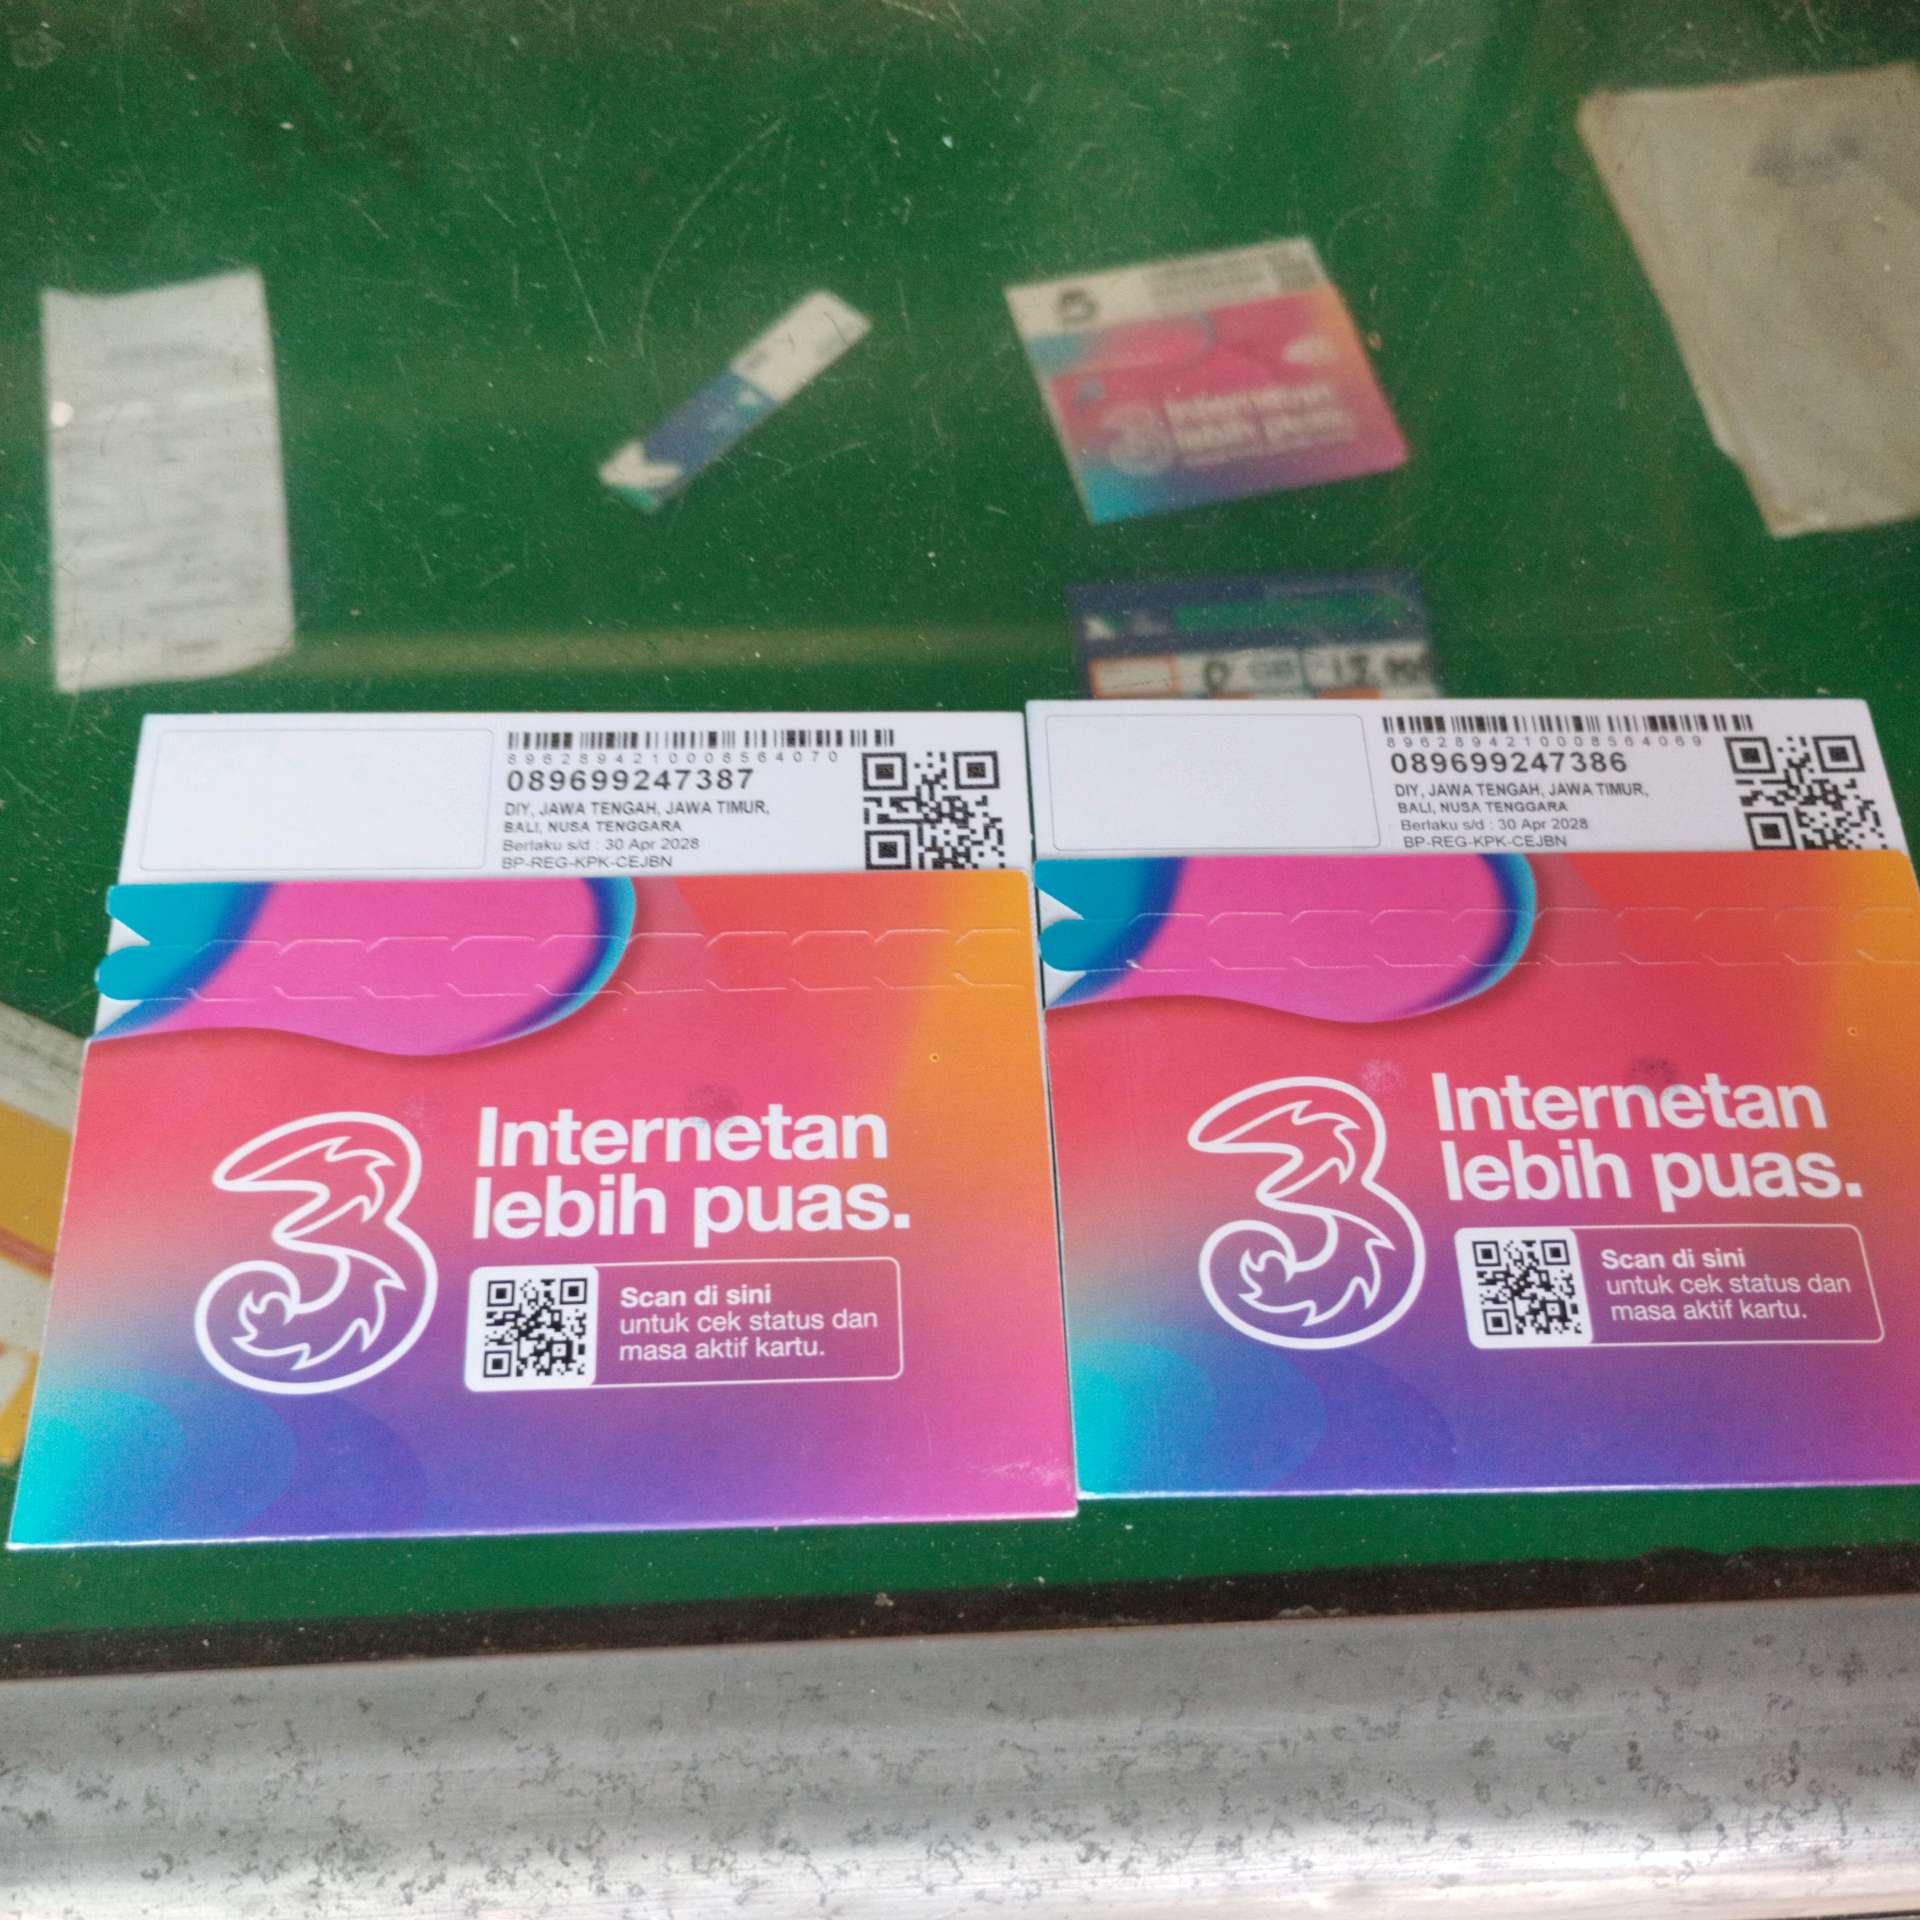 Internetan
lebih puas
8962894210008564070
089699247387
DIY, JAWA TENGAH, JAWA TIMUR,
BALI, NUSA TENGGARA
Berlaku s/d : 30 Apr 2028
BP-REG-KPK-CEJBN
3
Internetan
lebih puas.
Scan di sini
untuk cek status dan
masa aktif kartu.
8962894210008564069
089699247386
DIY, JAWA TENGAH, JAWA TIMUR,
BALI, NUSA TENGGARA
Berlaku s/d : 30 Apr 2028
BP-REG-KPK-CEJBN
3
Internetan
lebih puas.
Scan di sini
untuk cek status dan
masa aktif kartu.